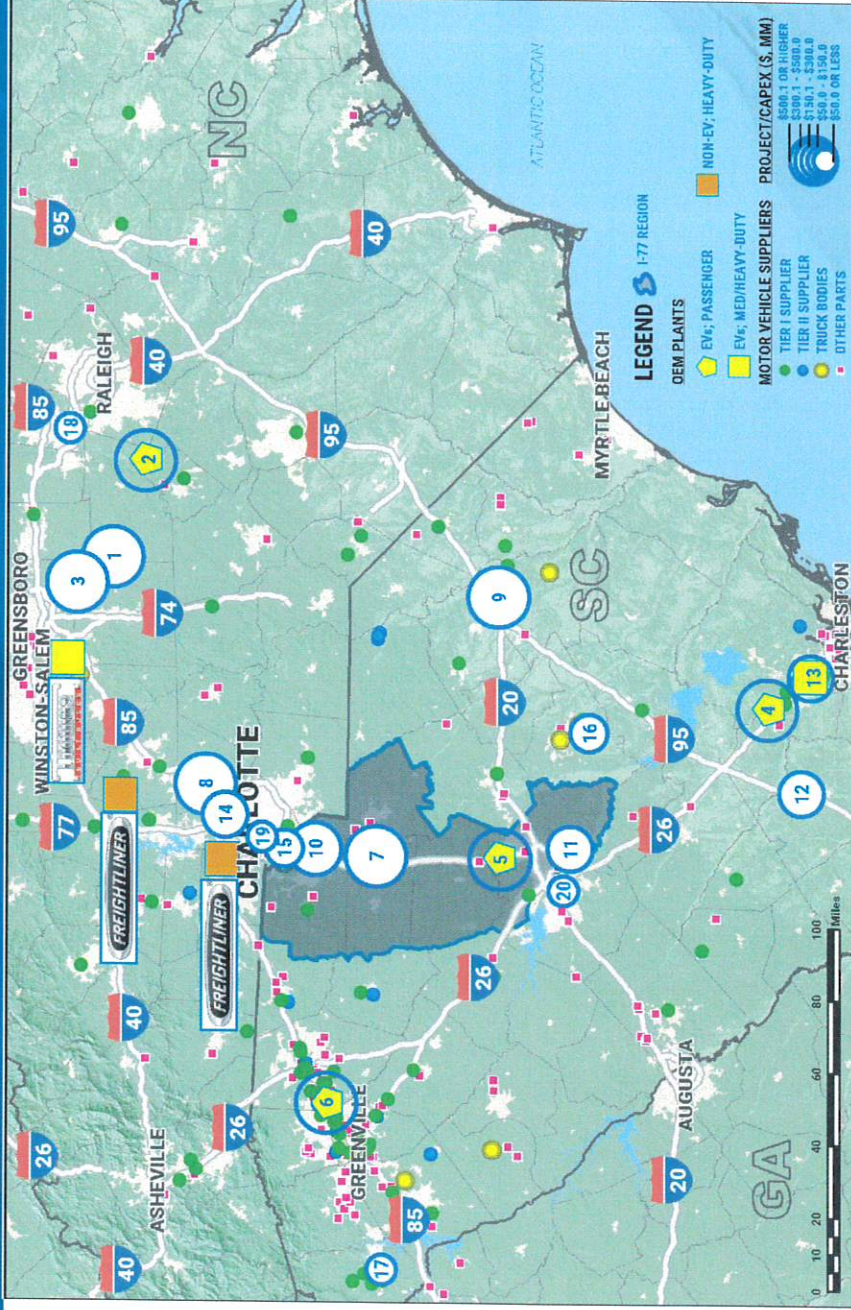 GREENSBORO
WINSTON-SALEM
RALEIGH
NC
ASHEVILLE
CHARLOTTE
GREENVILLE
SC
MYRTLE BEACH
AUGUSTA
CHARLESTON
GA
ATLANTIC OCEAN
FREIGHTLINER
FREIGHTLINER
26
40
40
26
77
85
74
85
40
95
40
95
20
95
26
26
85
20
1
2
3
4
5
6
7
8
9
10
11
12
13
14
15
16
17
18
19
20
0 10 20 40 60 80 100
Miles
LEGEND I-77 REGION
OEM PLANTS
EVs; PASSENGER
NON-EV; HEAVY-DUTY
EVs; MED/HEAVY-DUTY
MOTOR VEHICLE SUPPLIERS
TIER I SUPPLIER
TIER II SUPPLIER
TRUCK BODIES
OTHER PARTS
PROJECT/CAPEX ($, MM)
$500.1 OR HIGHER
$300.1 - $500.0
$150.1 - $300.0
$50.0 - $150.0
$50.0 OR LESS